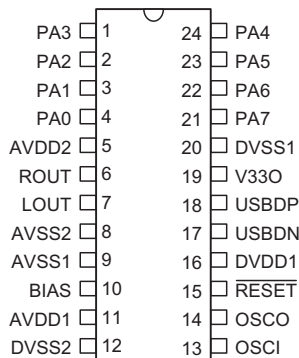 PA3 1 24 PA4
PA2 2 23 PA5
PA1 3 22 PA6
PA0 4 21 PA7
AVDD2 5 20 DVSS1
ROUT 6 19 V33O
LOUT 7 18 USBDP
AVSS2 8 17 USBDN
AVSS1 9 16 DVDD1
BIAS 10 15 RESET
AVDD1 11 14 OSCO
DVSS2 12 13 OSCI